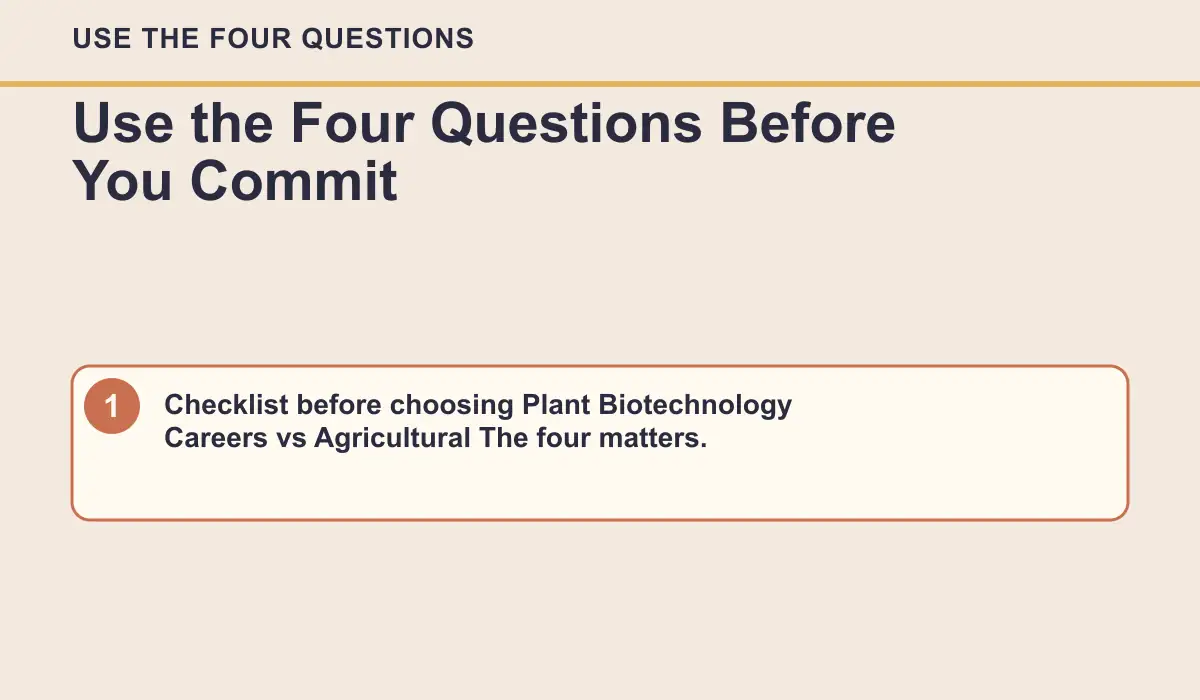 USE THE FOUR QUESTIONS
Use the Four Questions Before
You Commit
1
Checklist before choosing Plant Biotechnology
Careers vs Agricultural The four matters.